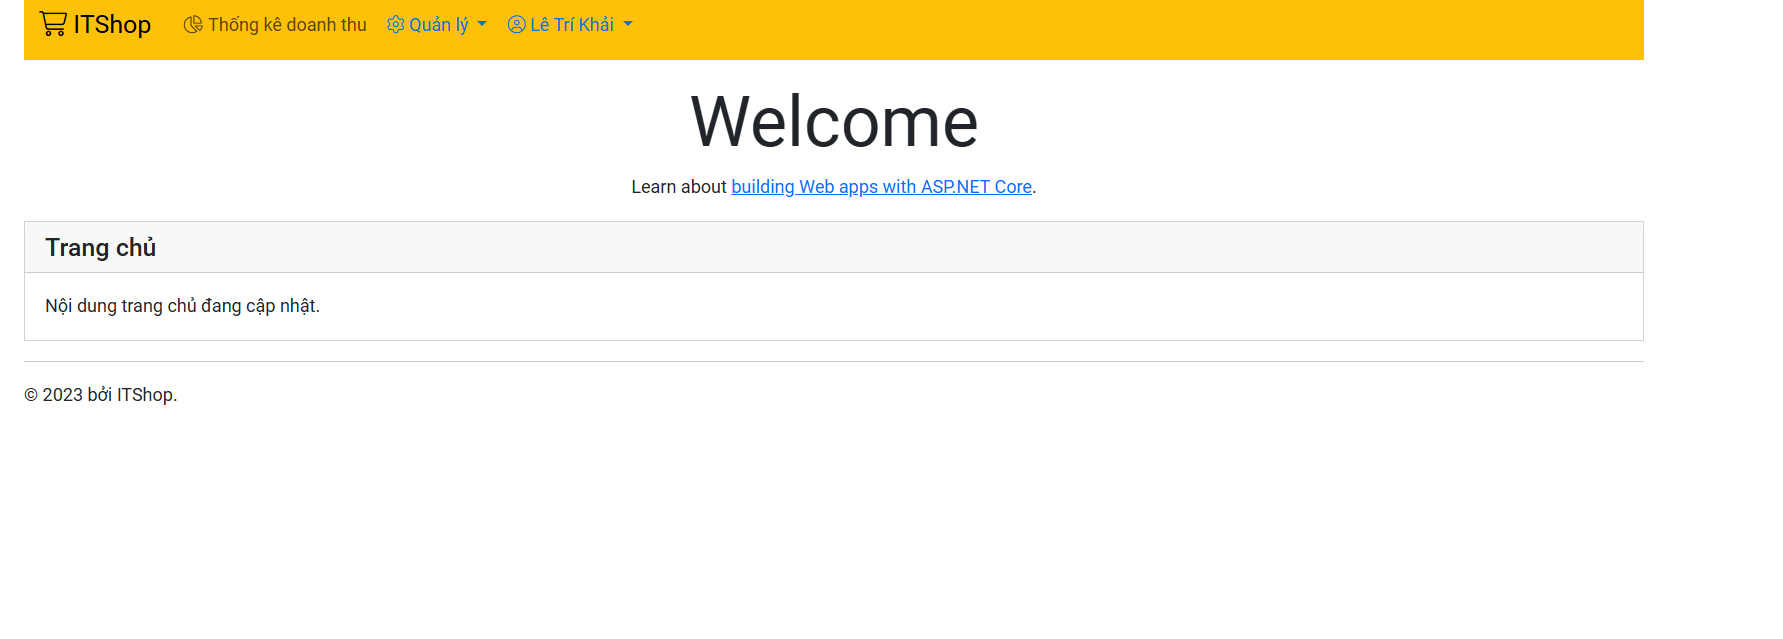 ITShop Thống kê doanh thu Quản lý Lê Trí Khải
Welcome
Learn about building Web apps with ASP.NET Core.
Trang chủ
Nội dung trang chủ đang cập nhật.
© 2023 bởi ITShop.